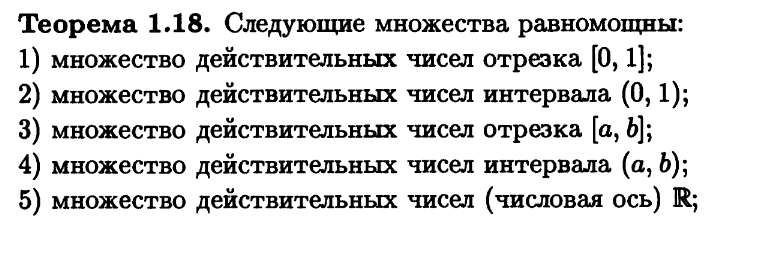 Теорема 1.18. Следующие множества равномощны:
1) множество действительных чисел отрезка [0, 1];
2) множество действительных чисел интервала (0, 1);
3) множество действительных чисел отрезка [a, b];
4) множество действительных чисел интервала (a, b);
5) множество действительных чисел (числовая ось) ℝ;